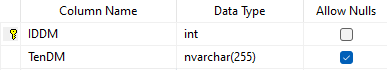 Column Name Data Type Allow Nulls
IDDM int
TenDM nvarchar(255)